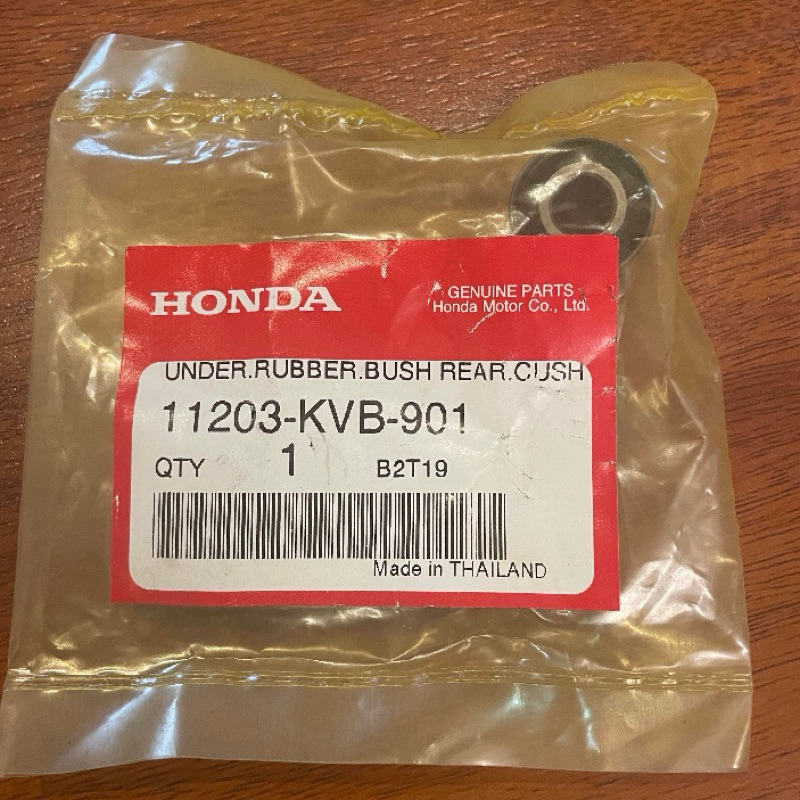 HONDA
GENUINE PARTS
Honda Motor Co., Ltd.
UNDER.RUBBER.BUSH REAR.CUSH
11203-KVB-901
QTY 1 B2T19
Made in THAILAND